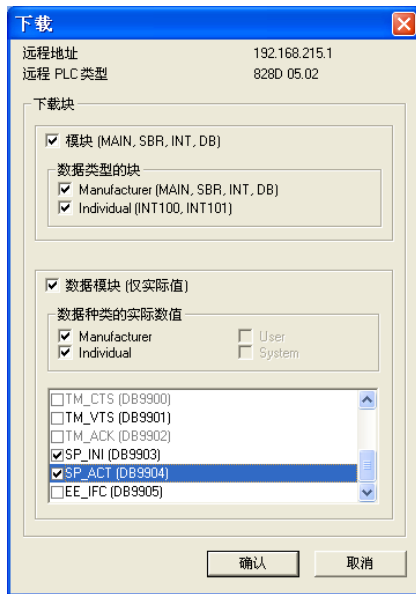 下载
远程地址 192.168.215.1
远程 PLC 类型 828D 05.02
下载块
模块 (MAIN, SBR, INT, DB)
数据类型的块
Manufacturer (MAIN, SBR, INT, DB)
Individual (INT100, INT101)
数据模块 (仅实际值)
数据种类的实际数值
Manufacturer User
Individual System
TM_CTS (DB9900)
TM_VTS (DB9901)
TM_ACK (DB9902)
SP_INI (DB9903)
SP_ACT (DB9904)
EE_IFC (DB9905)
确认 取消